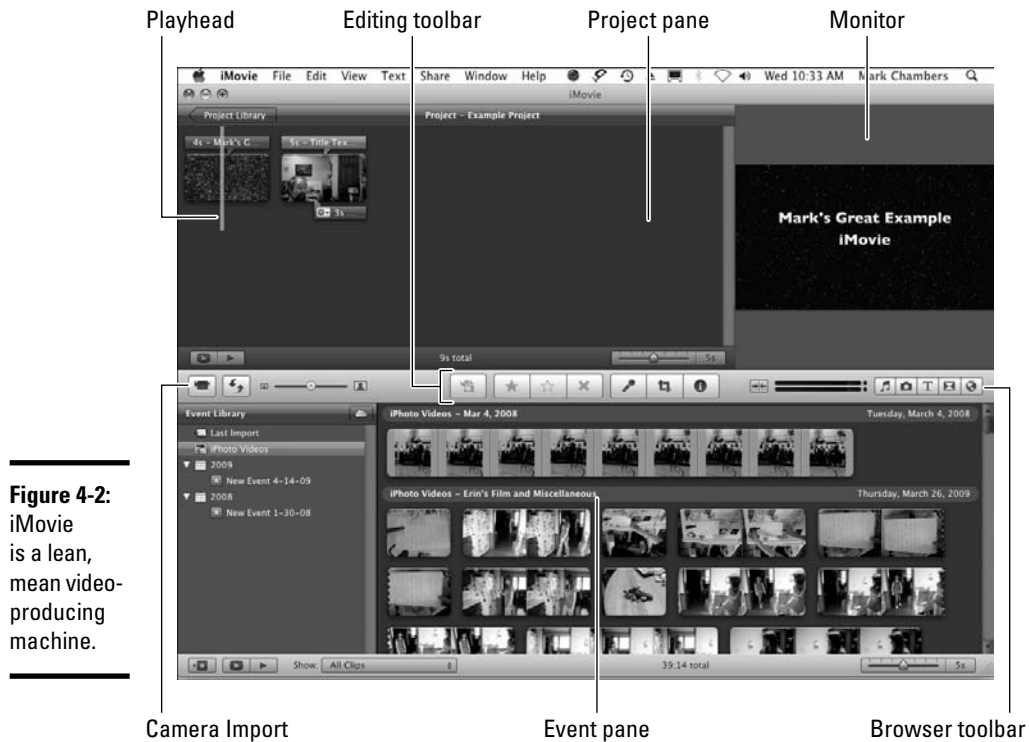 Playhead Editing toolbar Project pane Monitor
iMovie File Edit View Text Share Window Help Wed 10:33 AM Mark Chambers
iMovie
Project Library Project – Example Project
4s – Mark's G... 5s – Title Tex...
3s
Mark's Great Example
iMovie
9s total 5s
Event Library iPhoto Videos – Mar 4, 2008 Tuesday, March 4, 2008
Last Import
iPhoto Videos
2009
New Event 4-14-09
2008
New Event 1-30-08
iPhoto Videos – Erin's Film and Miscellaneous Thursday, March 26, 2009
Figure 4-2:
iMovie
is a lean,
mean video-
producing
machine.
Show: All Clips 39:14 total 5s
Camera Import Event pane Browser toolbar